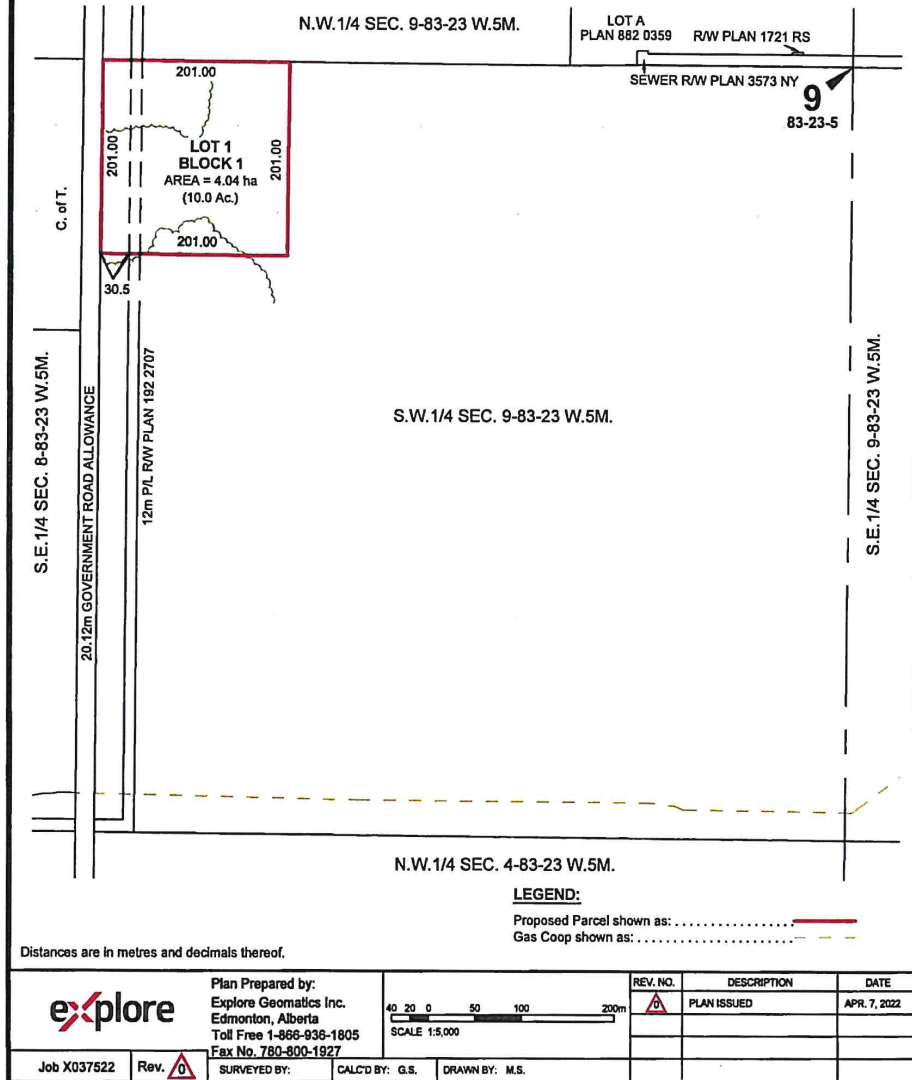 N.W.1/4 SEC. 9-83-23 W.5M.
LOT A
PLAN 882 0359
R/W PLAN 1721 RS
SEWER R/W PLAN 3573 NY
9
83-23-5
201.00
201.00
LOT 1
BLOCK 1
AREA = 4.04 ha
(10.0 Ac.)
201.00
201.00
30.5
C. of T.
S.E.1/4 SEC. 8-83-23 W.5M.
20.12m GOVERNMENT ROAD ALLOWANCE
12m P/L R/W PLAN 192 2707
S.W.1/4 SEC. 9-83-23 W.5M.
S.E.1/4 SEC. 9-83-23 W.5M.
N.W.1/4 SEC. 4-83-23 W.5M.
LEGEND:
Proposed Parcel shown as:
Gas Coop shown as:
Distances are in metres and decimals thereof.
explore
Plan Prepared by:
Explore Geomatics Inc.
Edmonton, Alberta
Toll Free 1-866-936-1805
Fax No. 780-800-1927
40 20 0 50 100 200m
SCALE 1:5,000
REV. NO. DESCRIPTION DATE
0 PLAN ISSUED APR. 7, 2022
Job X037522 Rev. 0 SURVEYED BY: CALC'D BY: G.S. DRAWN BY: M.S.